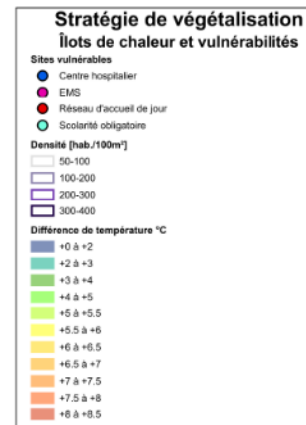 Stratégie de végétalisation
Îlots de chaleur et vulnérabilités
Sites vulnérables
Centre hospitalier
EMS
Réseau d'accueil de jour
Scolarité obligatoire
Densité [hab./100m²]
50-100
100-200
200-300
300-400
Différence de température °C
+0 à +2
+2 à +3
+3 à +4
+4 à +5
+5 à +5.5
+5.5 à +6
+6 à +6.5
+6.5 à +7
+7 à +7.5
+7.5 à +8
+8 à +8.5